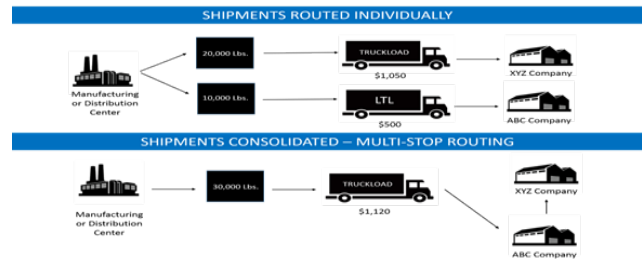 SHIPMENTS ROUTED INDIVIDUALLY
20,000 Lbs.
TRUCKLOAD
$1,050
XYZ Company
Manufacturing
or Distribution
Center
10,000 Lbs.
LTL
$500
ABC Company
SHIPMENTS CONSOLIDATED – MULTI-STOP ROUTING
Manufacturing
or Distribution
Center
30,000 Lbs.
TRUCKLOAD
$1,120
XYZ Company
ABC Company